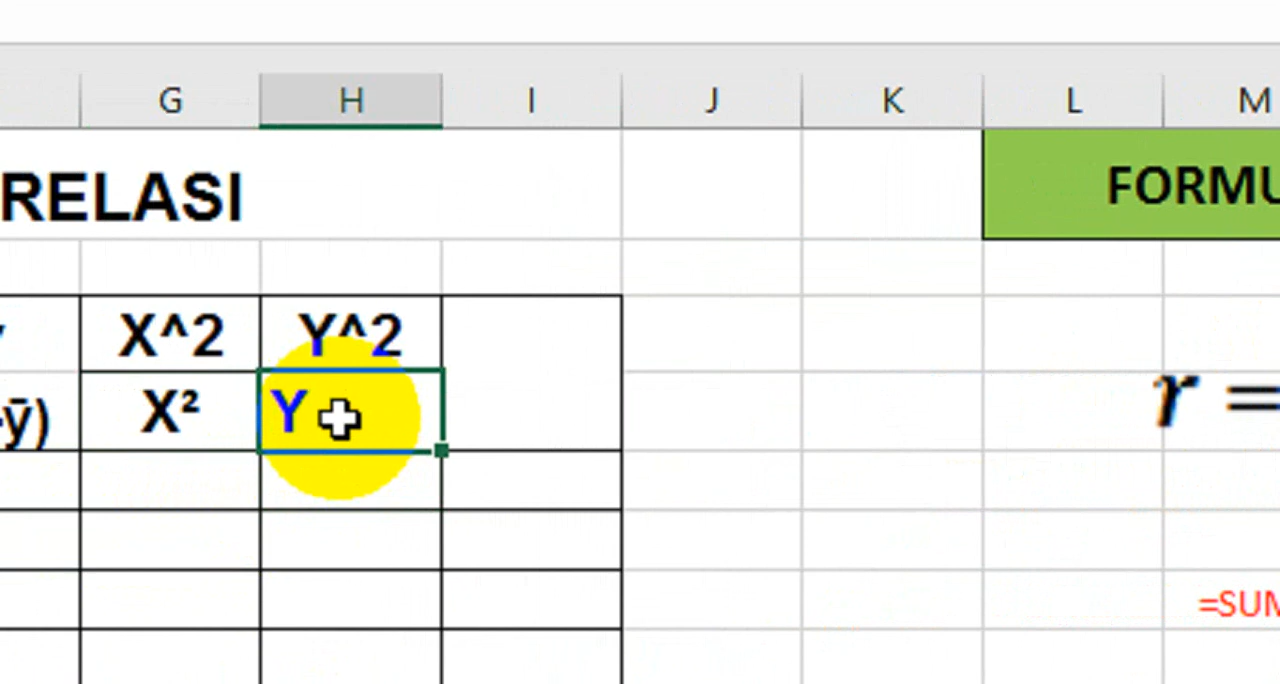 G H I J K L M
RELASI FORMU
X^2 Y^2
ȳ) X² Y r =
=SUM